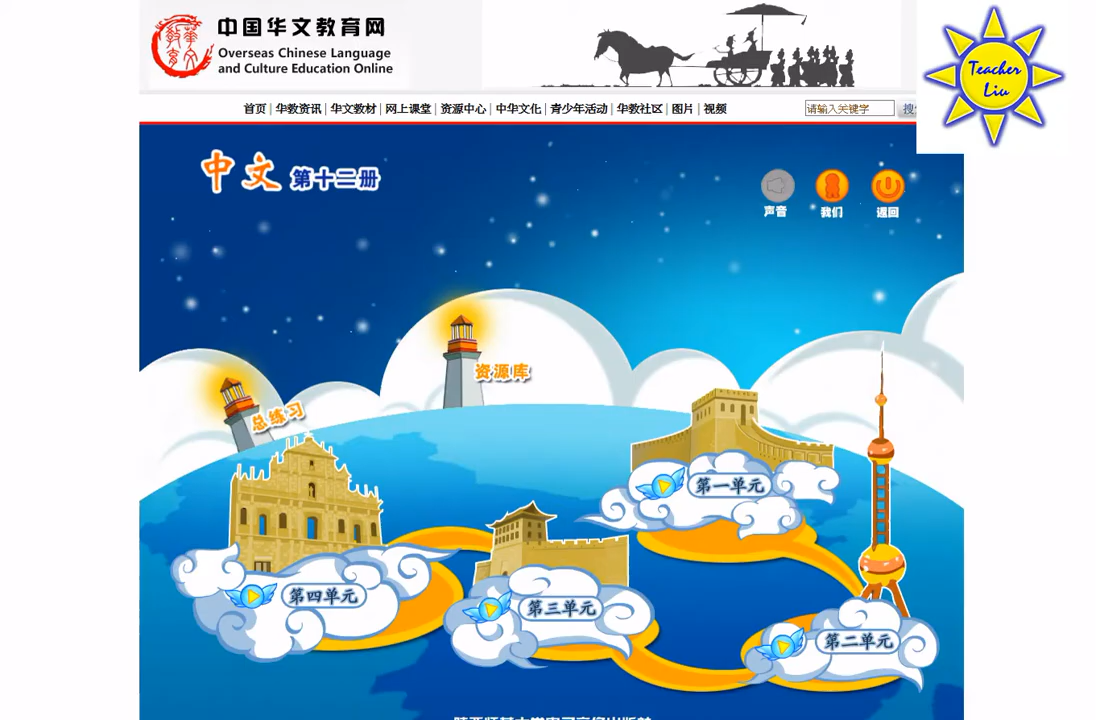 中国华文教育网
Overseas Chinese Language
and Culture Education Online
华文
教育
Teacher
Liu
首页 | 华教资讯 | 华文教材 | 网上课堂 | 资源中心 | 中华文化 | 青少年活动 | 华教社区 | 图片 | 视频
请输入关键字
中文 第十二册
声音
我们
返回
资源库
总练习
第一单元
第四单元
第三单元
第二单元